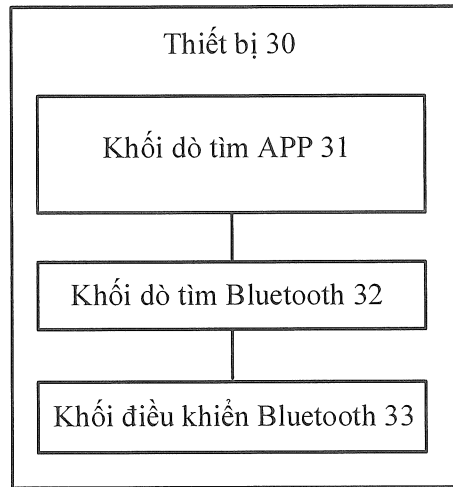 Thiết bị 30
Khối dò tìm APP 31
Khối dò tìm Bluetooth 32
Khối điều khiển Bluetooth 33